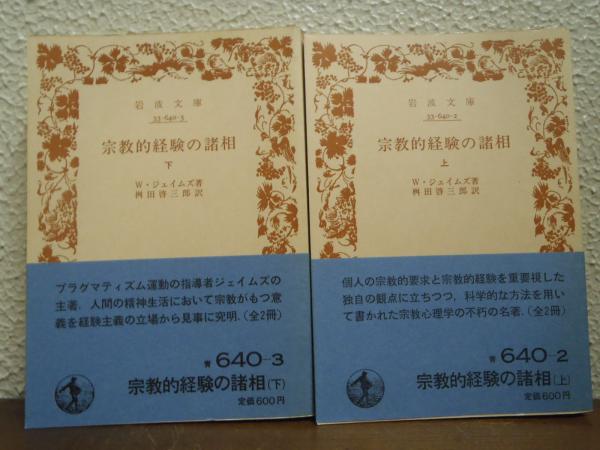 岩波文庫
33-640-3
宗教的経験の諸相
下
W・ジェイムズ著
桝田啓三郎訳
プラグマティズム運動の指導者ジェイムズの
主著。人間の精神生活において宗教がもつ意
義を経験主義の立場から見事に究明.(全2冊)
青 640-3
宗教的経験の諸相(下)
定価600円
岩波文庫
33-640-2
宗教的経験の諸相
上
W・ジェイムズ著
桝田啓三郎訳
個人の宗教的要求と宗教的経験を重要視した
独自の観点に立ちつつ,科学的な方法を用い
て書かれた宗教心理学の不朽の名著.(全2冊)
青 640-2
宗教的経験の諸相(上)
定価600円